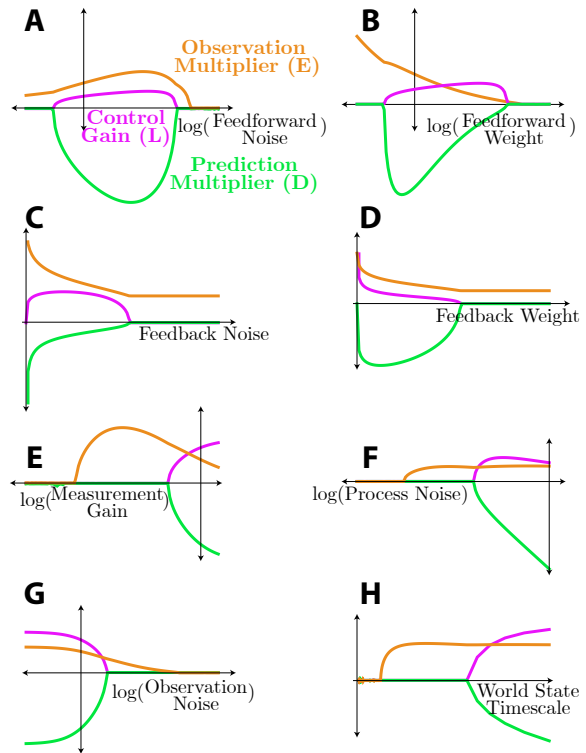 A
Observation
Multiplier (E)
Control
Gain (L)
log(Feedforward)
Noise
Prediction
Multiplier (D)
B
log(Feedforward)
Weight
C
Feedback Noise
D
Feedback Weight
E
log(Measurement)
Gain
F
log(Process Noise)
G
log(Observation)
Noise
H
World State
Timescale